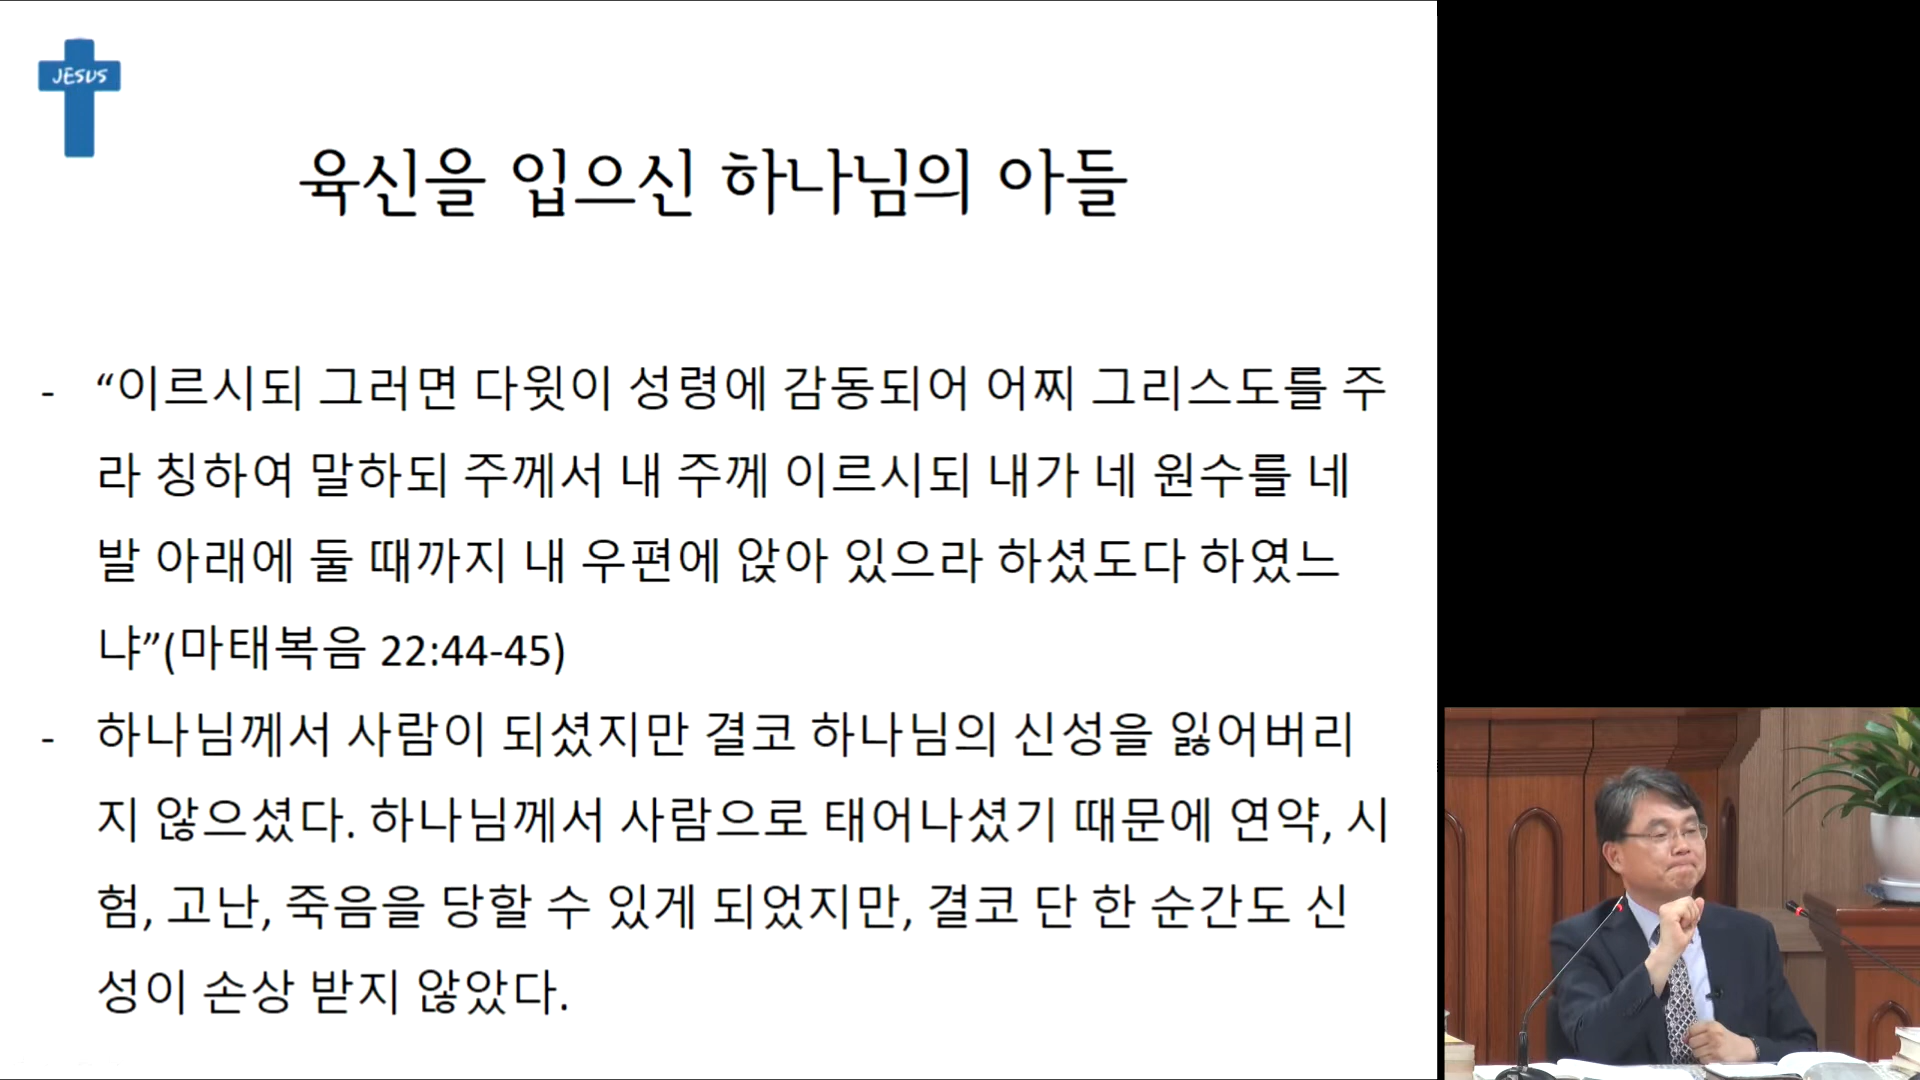 JESUS
육신을 입으신 하나님의 아들
- “이르시되 그러면 다윗이 성령에 감동되어 어찌 그리스도를 주
라 칭하여 말하되 주께서 내 주께 이르시되 내가 네 원수를 네
발 아래에 둘 때까지 내 우편에 앉아 있으라 하셨도다 하였느
냐”(마태복음 22:44-45)
- 하나님께서 사람이 되셨지만 결코 하나님의 신성을 잃어버리
지 않으셨다. 하나님께서 사람으로 태어나셨기 때문에 연약, 시
험, 고난, 죽음을 당할 수 있게 되었지만, 결코 단 한 순간도 신
성이 손상 받지 않았다.